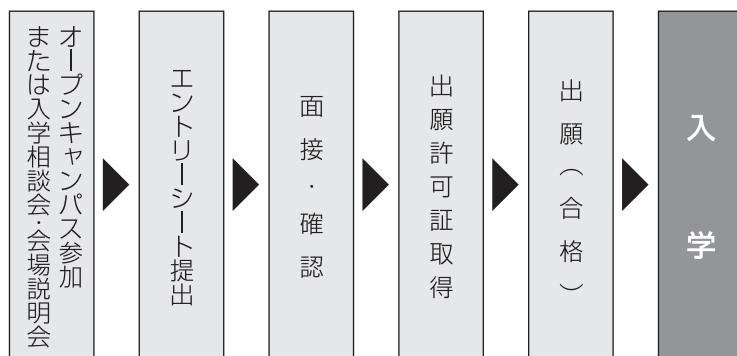 オープンキャンパス参加
または入学相談会・会場説明会
エントリーシート提出
面接・確認
出願許可証取得
出願（合格）
入学